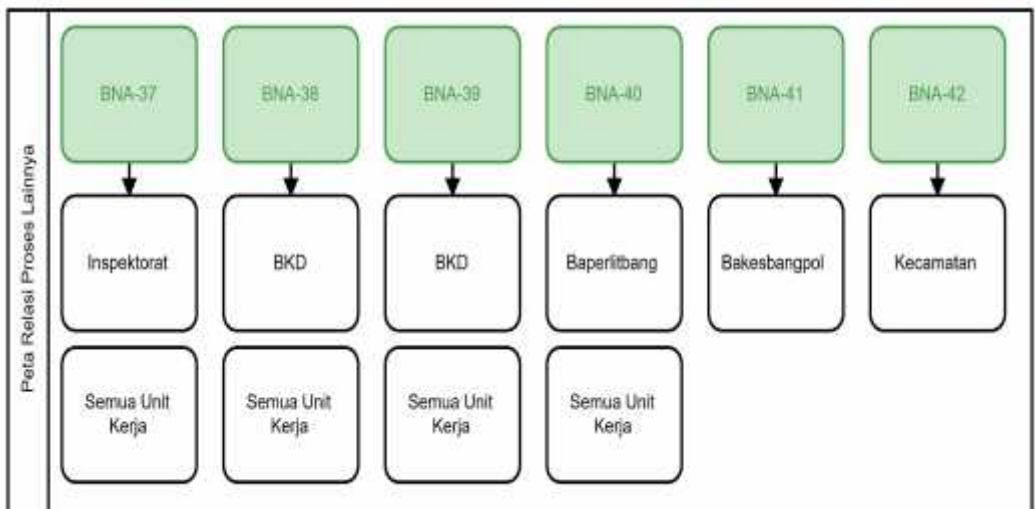 Peta Relasi Proses Lainnya
BNA-37
BNA-38
BNA-39
BNA-40
BNA-41
BNA-42
Inspektorat
BKD
BKD
Baperlitbang
Bakesbangpol
Kecamatan
Semua Unit
Kerja
Semua Unit
Kerja
Semua Unit
Kerja
Semua Unit
Kerja